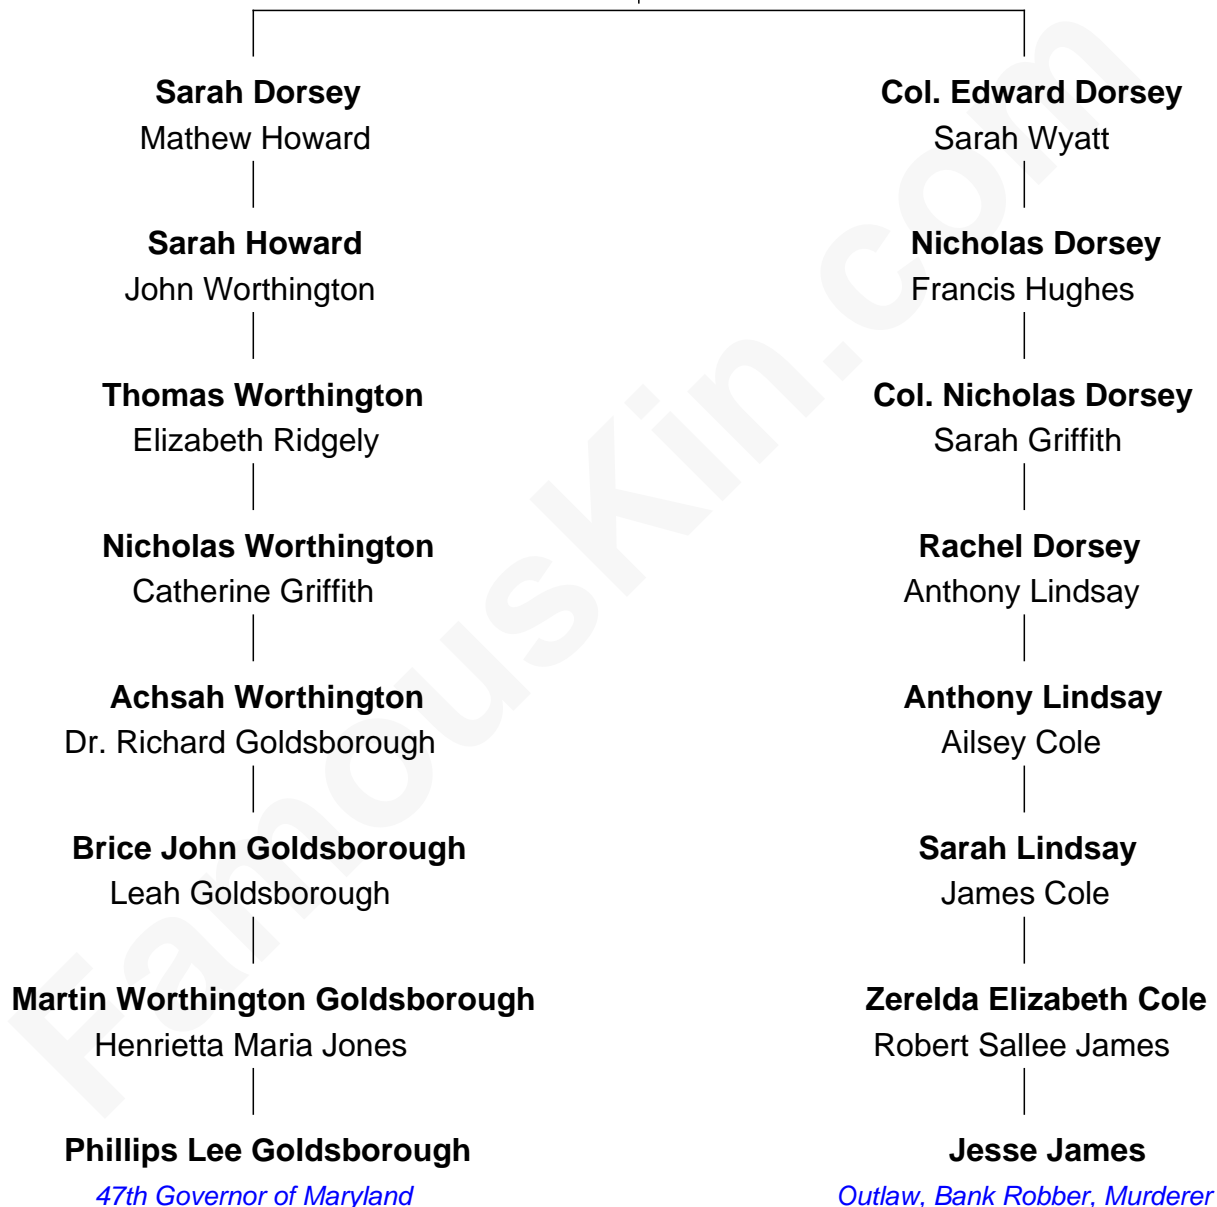 Sarah Dorsey
Mathew Howard
Sarah Howard
John Worthington
Thomas Worthington
Elizabeth Ridgely
Nicholas Worthington
Catherine Griffith
Achsah Worthington
Dr. Richard Goldsborough
Brice John Goldsborough
Leah Goldsborough
Martin Worthington Goldsborough
Henrietta Maria Jones
Phillips Lee Goldsborough
47th Governor of Maryland
Col. Edward Dorsey
Sarah Wyatt
Nicholas Dorsey
Francis Hughes
Col. Nicholas Dorsey
Sarah Griffith
Rachel Dorsey
Anthony Lindsay
Anthony Lindsay
Ailsey Cole
Sarah Lindsay
James Cole
Zerelda Elizabeth Cole
Robert Sallee James
Jesse James
Outlaw, Bank Robber, Murderer
FamousKin.com